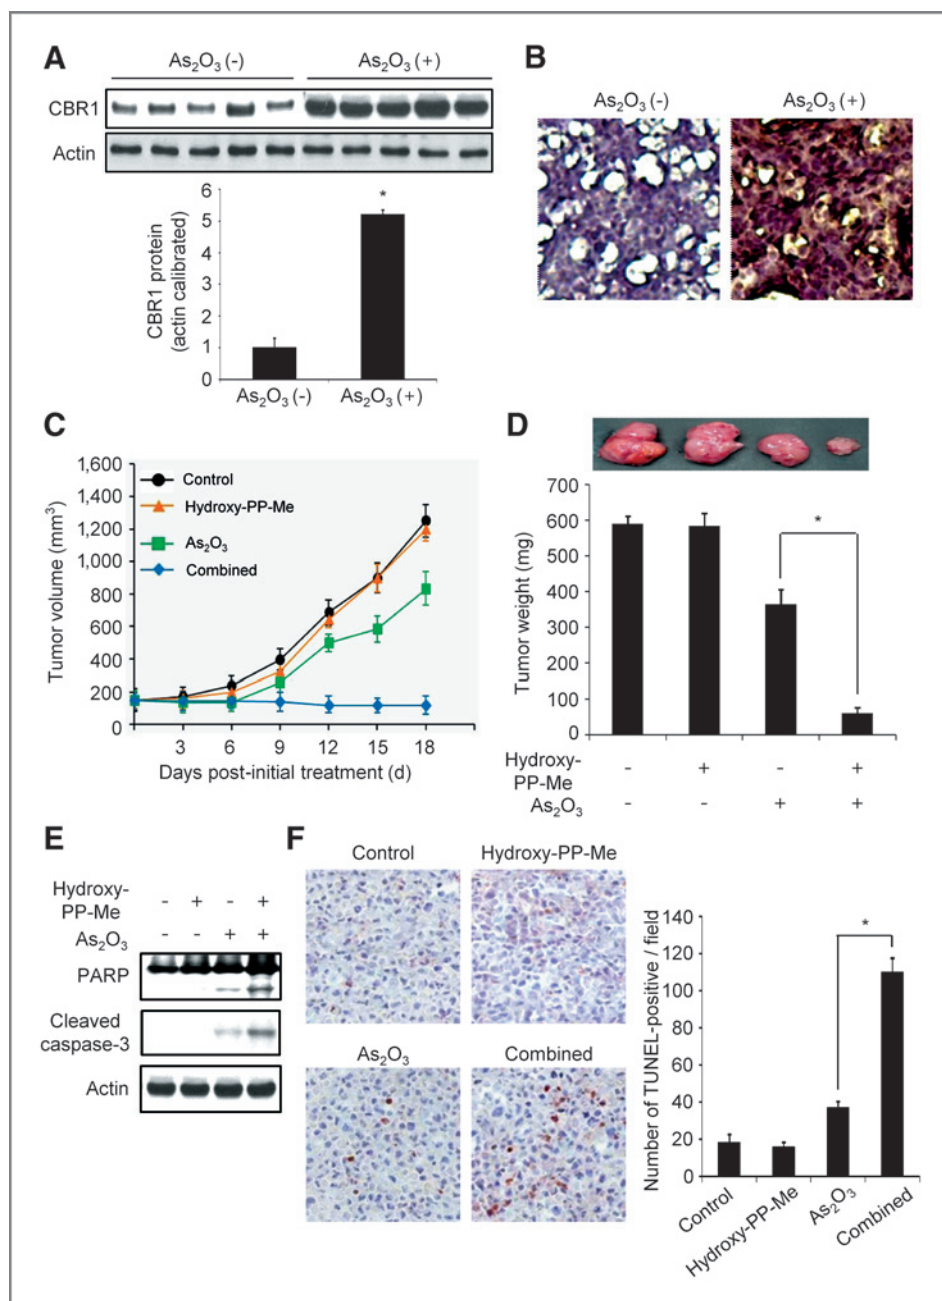 A
As₂O₃ (-)
As₂O₃ (+)
CBR1
Actin
CBR1 protein
(actin calibrated)
6
5
4
3
2
1
0
*
As₂O₃ (-)
As₂O₃ (+)
B
As₂O₃ (-)
As₂O₃ (+)
C
Tumor volume (mm³)
1,600
1,400
1,200
1,000
800
600
400
200
0
Control
Hydroxy-PP-Me
As₂O₃
Combined
3 6 9 12 15 18
Days post-initial treatment (d)
D
Tumor weight (mg)
700
600
500
400
300
200
100
0
*
Hydroxy-
PP-Me
- + - +
As₂O₃
- - + +
E
Hydroxy-
PP-Me
- + - +
As₂O₃
- - + +
PARP
Cleaved
caspase-3
Actin
F
Control
Hydroxy-PP-Me
As₂O₃
Combined
Number of TUNEL-positive / field
140
120
100
80
60
40
20
0
*
Control
Hydroxy-PP-Me
As₂O₃
Combined